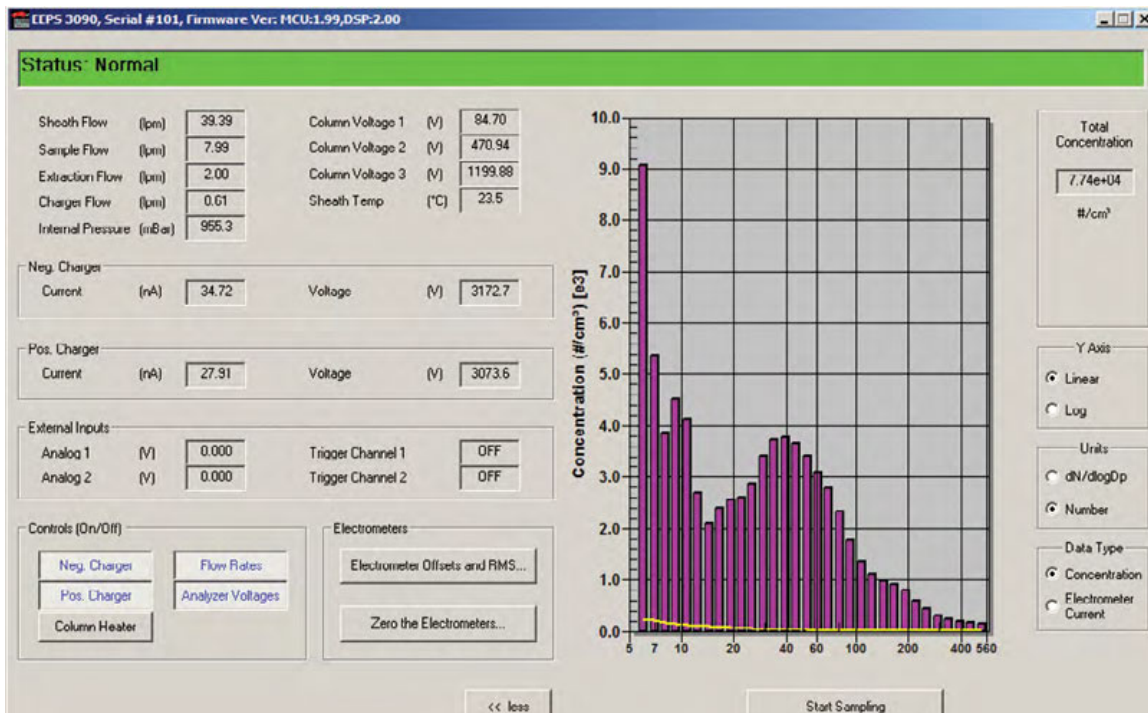 EEPS 3090, Serial #101, Firmware Ver: MCU:1.99,DSP:2.00
Status: Normal
Sheath Flow (lpm) 39.39 Column Voltage 1 (V) 84.70
Sample Flow (lpm) 7.99 Column Voltage 2 (V) 470.94
Extraction Flow (lpm) 2.00 Column Voltage 3 (V) 1199.88
Charger Flow (lpm) 0.61 Sheath Temp (°C) 23.5
Internal Pressure (mBar) 955.3
Neg. Charger
Current (nA) 34.72 Voltage (V) 3172.7
Pos. Charger
Current (nA) 27.91 Voltage (V) 3073.6
External Inputs
Analog 1 (V) 0.000 Trigger Channel 1 OFF
Analog 2 (V) 0.000 Trigger Channel 2 OFF
Controls (On/Off)
Neg. Charger Flow Rates
Pos. Charger Analyzer Voltages
Column Heater
Electrometers
Electrometer Offsets and RMS...
Zero the Electrometers...
<< less
Concentration (#/cm³) [e3]
10.0
9.0
8.0
7.0
6.0
5.0
4.0
3.0
2.0
1.0
0.0
5 7 10 20 40 60 100 200 400 560
Start Sampling
Total
Concentration
7.74e+04
#/cm³
Y Axis
Linear
Log
Units
dN/dlogDp
Number
Data Type
Concentration
Electrometer
Current